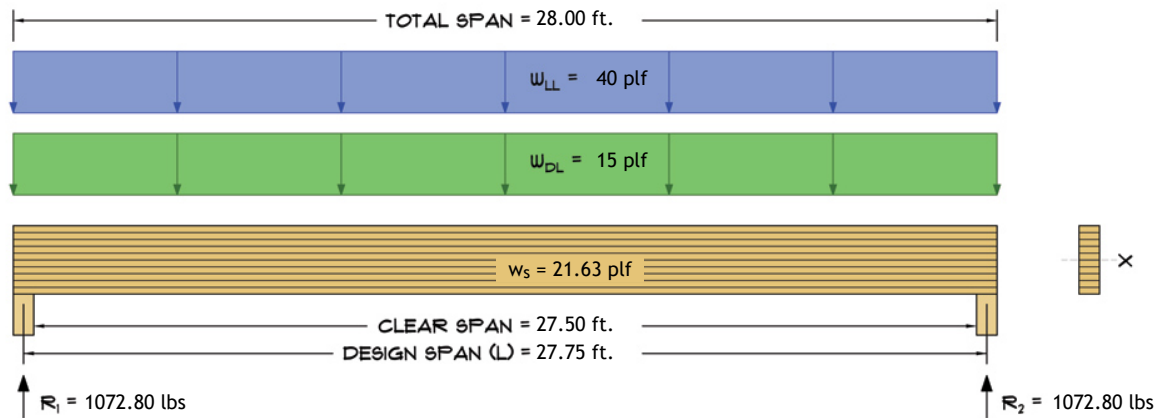 TOTAL SPAN = 28.00 ft.
WLL = 40 plf
WDL = 15 plf
ws = 21.63 plf
X
CLEAR SPAN = 27.50 ft.
DESIGN SPAN (L) = 27.75 ft.
R1 = 1072.80 lbs
R2 = 1072.80 lbs